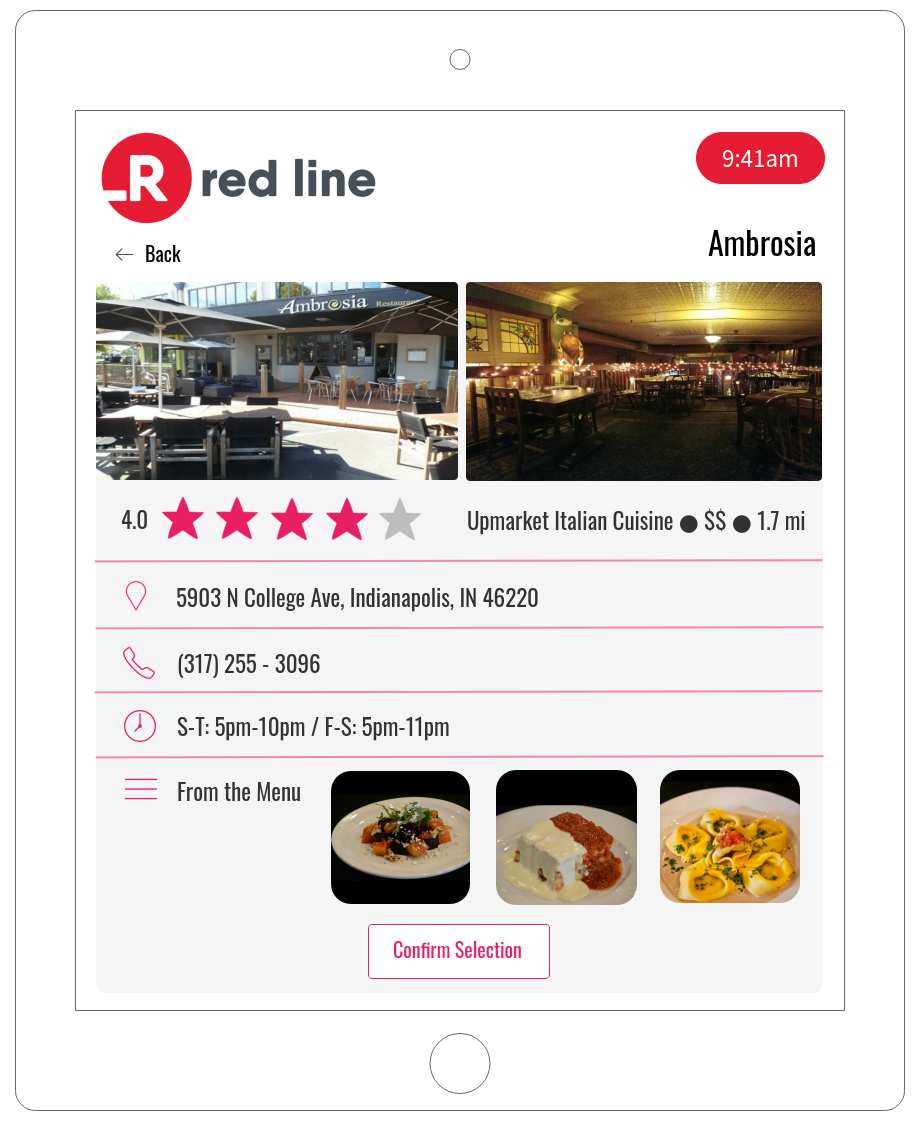 R red line
9:41am
← Back
Ambrosia
Ambrosia Restaurant
4.0
Upmarket Italian Cuisine ● $$ ● 1.7 mi
5903 N College Ave, Indianapolis, IN 46220
(317) 255 - 3096
S-T: 5pm-10pm / F-S: 5pm-11pm
From the Menu
Confirm Selection